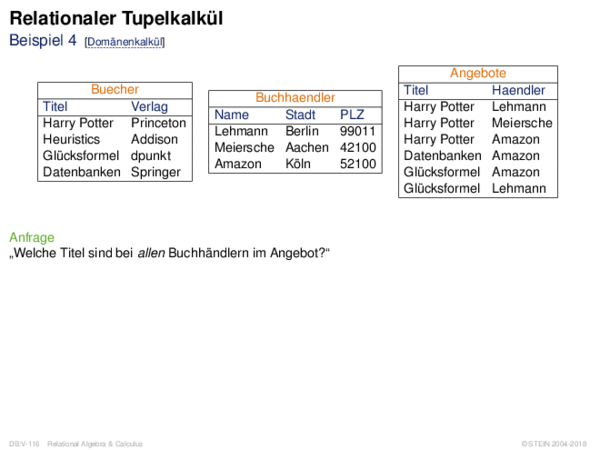 Relationaler Tupelkalkül
Beispiel 4 [Domänenkalkül]
Buecher
Titel Verlag
Harry Potter Princeton
Heuristics Addison
Glücksformel dpunkt
Datenbanken Springer
Buchhaendler
Name Stadt PLZ
Lehmann Berlin 99011
Meiersche Aachen 42100
Amazon Köln 52100
Angebote
Titel Haendler
Harry Potter Lehmann
Harry Potter Meiersche
Harry Potter Amazon
Datenbanken Amazon
Glücksformel Amazon
Glücksformel Lehmann
Anfrage
„Welche Titel sind bei allen Buchhändlern im Angebot?“
DB:V-116 Relational Algebra & Calculus
© STEIN 2004-2018